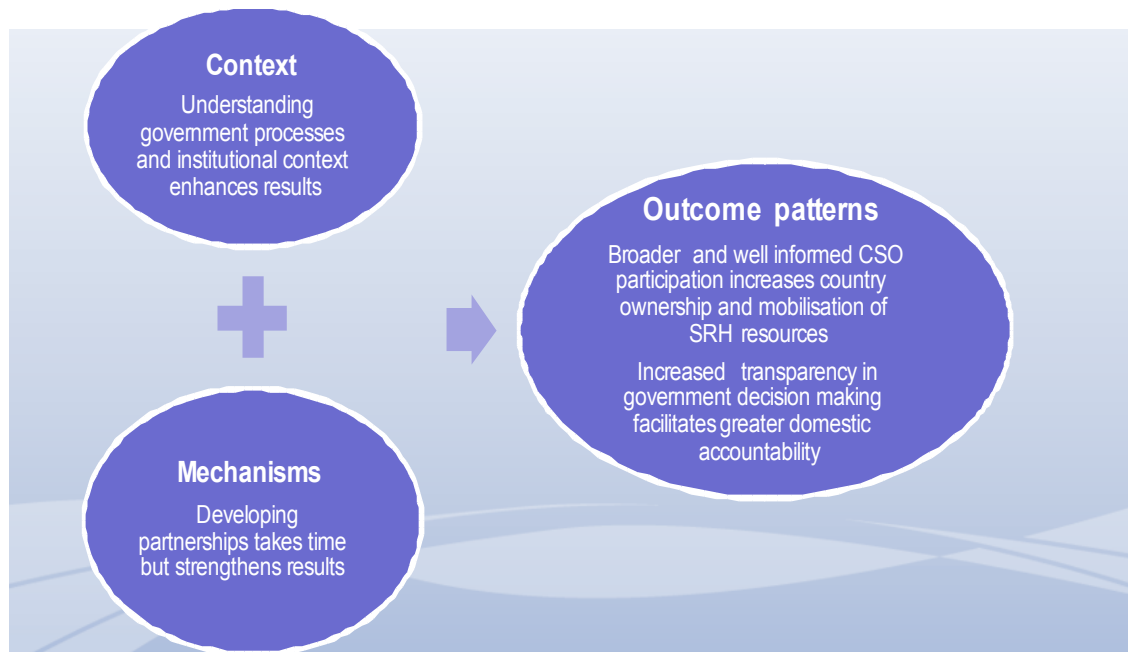 Context
Understanding
government processes
and institutional context
enhances results
Mechanisms
Developing
partnerships takes time
but strengthens results
Outcome patterns
Broader and well informed CSO
participation increases country
ownership and mobilisation of
SRH resources
Increased transparency in
government decision making
facilitates greater domestic
accountability